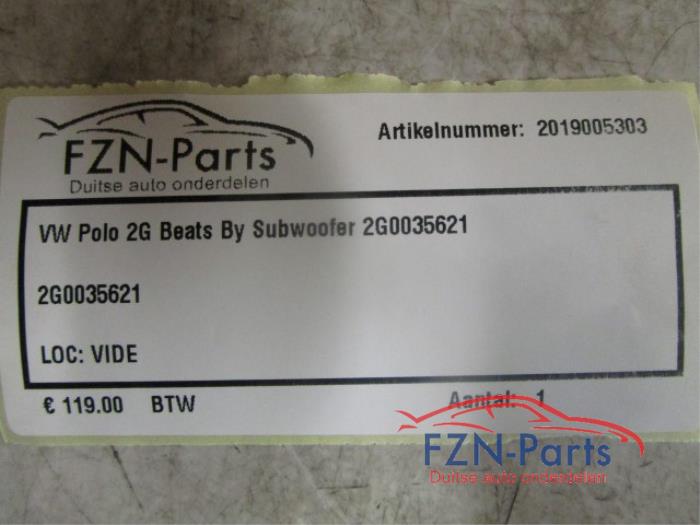 FZN-Parts
Duitse auto onderdelen
Artikelnummer: 2019005303
VW Polo 2G Beats By Subwoofer 2G0035621
2G0035621
LOC: VIDE
€ 119.00 BTW
Aantal: 1
FZN-Parts
Duitse auto onderdelen